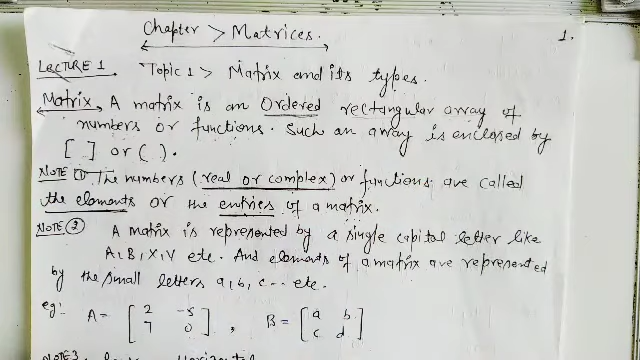 Chapter > Matrices.
1.
LECTURE 1. Topic 1 > Matrix and its types.
Matrix, A matrix is an Ordered rectangular array of
numbers or functions. Such an array is enclosed by
[ ] or ( ).
NOTE ① The numbers (real or complex) or functions are called
the elements or the entries of a matrix.
NOTE ② A matrix is represented by a single capital letter like
A, B, X, Y etc. And elements of a matrix are represented
by the small letters a, b, c... etc.
eg: A = [ 2 -5
7 0 ], B = [ a b
c d ]
NOTE 3